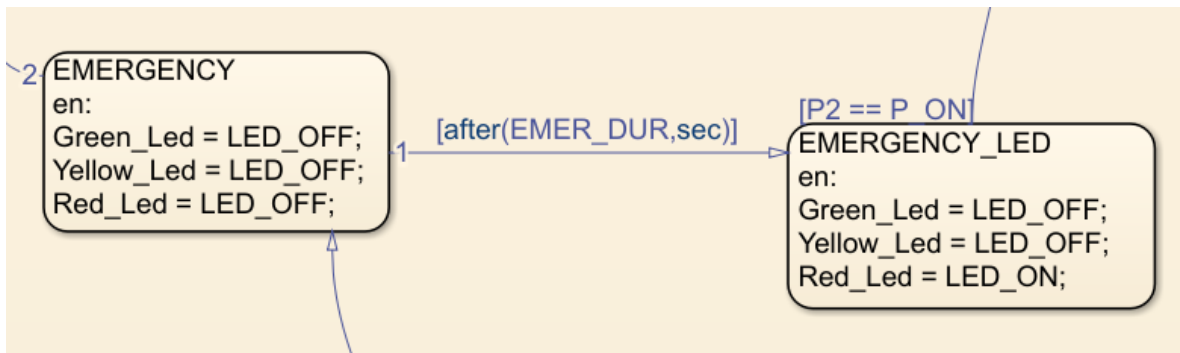 2
EMERGENCY
en:
Green_Led = LED_OFF;
Yellow_Led = LED_OFF;
Red_Led = LED_OFF;
1
[after(EMER_DUR,sec)]
[P2 == P_ON]
EMERGENCY_LED
en:
Green_Led = LED_OFF;
Yellow_Led = LED_OFF;
Red_Led = LED_ON;